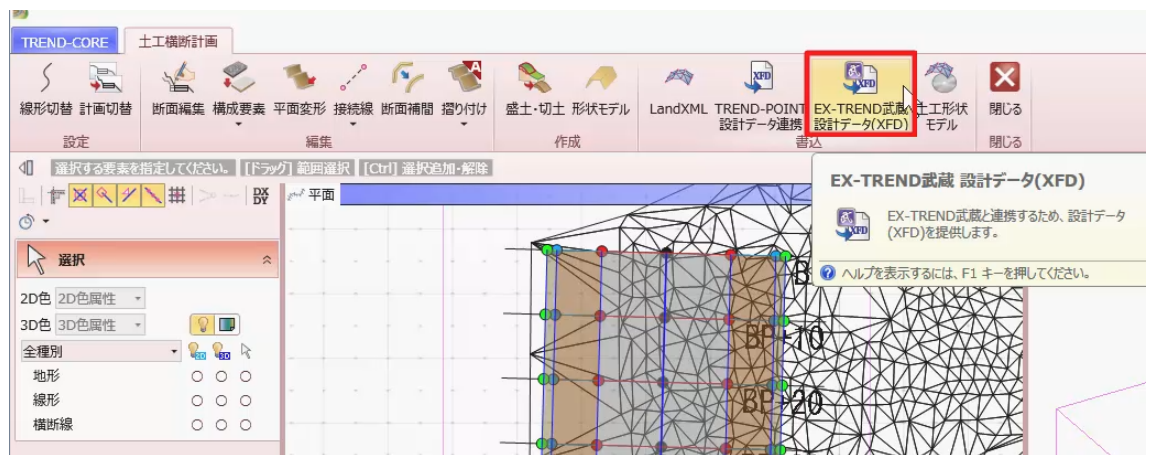 TREND-CORE 土工横断計画
線形切替 計画切替 断面編集 構成要素 平面変形 接続線 断面補間 摺り付け 盛土・切土 形状モデル LandXML TREND-POINT 設計データ連携 EX-TREND武蔵 設計データ(XFD) 土工形状 モデル 閉じる
設定 編集 作成 書込 閉じる
選択する要素を指定してください。 [ドラッグ] 範囲選択 [Ctrl] 選択追加・解除
DX
DY
平面
選択
2D色 2D色属性
3D色 3D色属性
全種別
地形
線形
横断線
EX-TREND武蔵 設計データ(XFD)
EX-TREND武蔵と連携するため、設計データ
(XFD)を提供します。
ヘルプを表示するには、F1 キーを押してください。
BP+10
BP+20